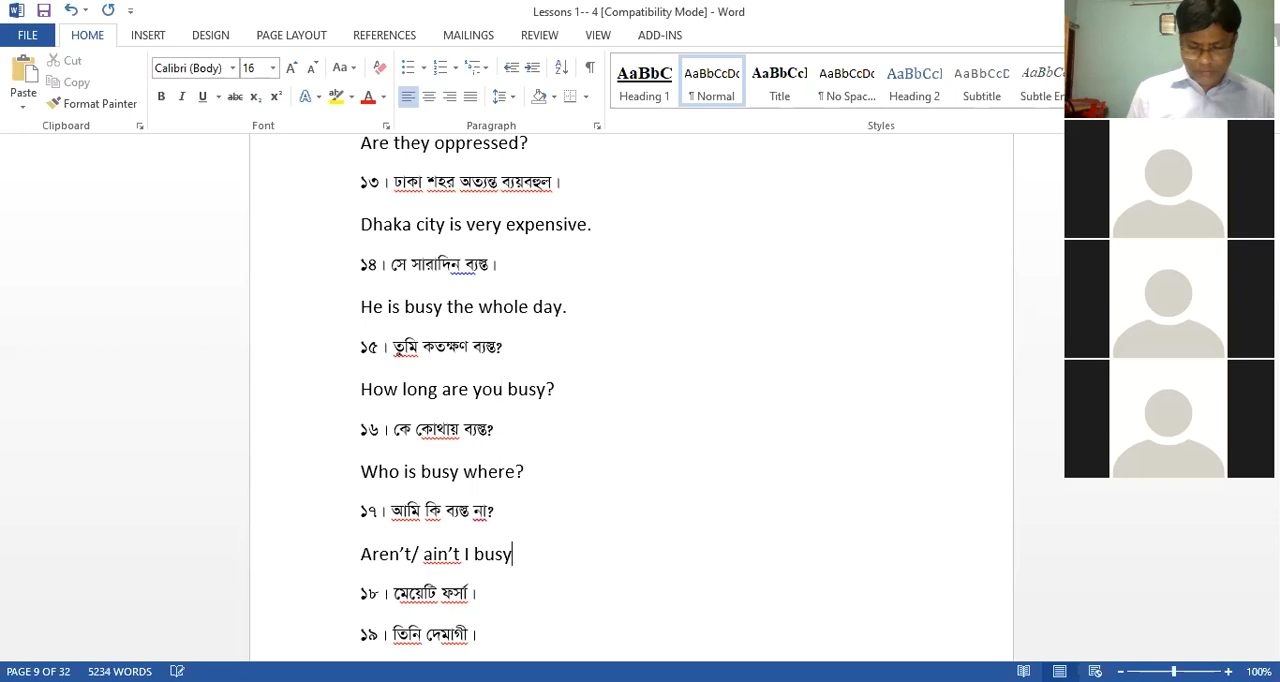 Lessons 1-- 4 [Compatibility Mode] - Word
FILE HOME INSERT DESIGN PAGE LAYOUT REFERENCES MAILINGS REVIEW VIEW ADD-INS
Cut
Copy
Format Painter
Paste
Clipboard
Calibri (Body) 16
Font
Paragraph
AaBbC AaBbCcDc AaBbCc] AaBbCcDc AaBbCc] AaBbCcD AaBbCcD
Heading 1 ¶ Normal Title ¶ No Spac... Heading 2 Subtitle Subtle Em
Styles
Are they oppressed?
১৩। ঢাকা শহর অত্যন্ত ব্যয়বহুল।
Dhaka city is very expensive.
১৪। সে সারাদিন ব্যস্ত।
He is busy the whole day.
১৫। তুমি কতক্ষণ ব্যস্ত?
How long are you busy?
১৬। কে কোথায় ব্যস্ত?
Who is busy where?
১৭। আমি কি ব্যস্ত না?
Aren’t/ ain’t I busy
১৮। মেয়েটি ফর্সা।
১৯। তিনি দেমাগী।
PAGE 9 OF 32 5234 WORDS 100%